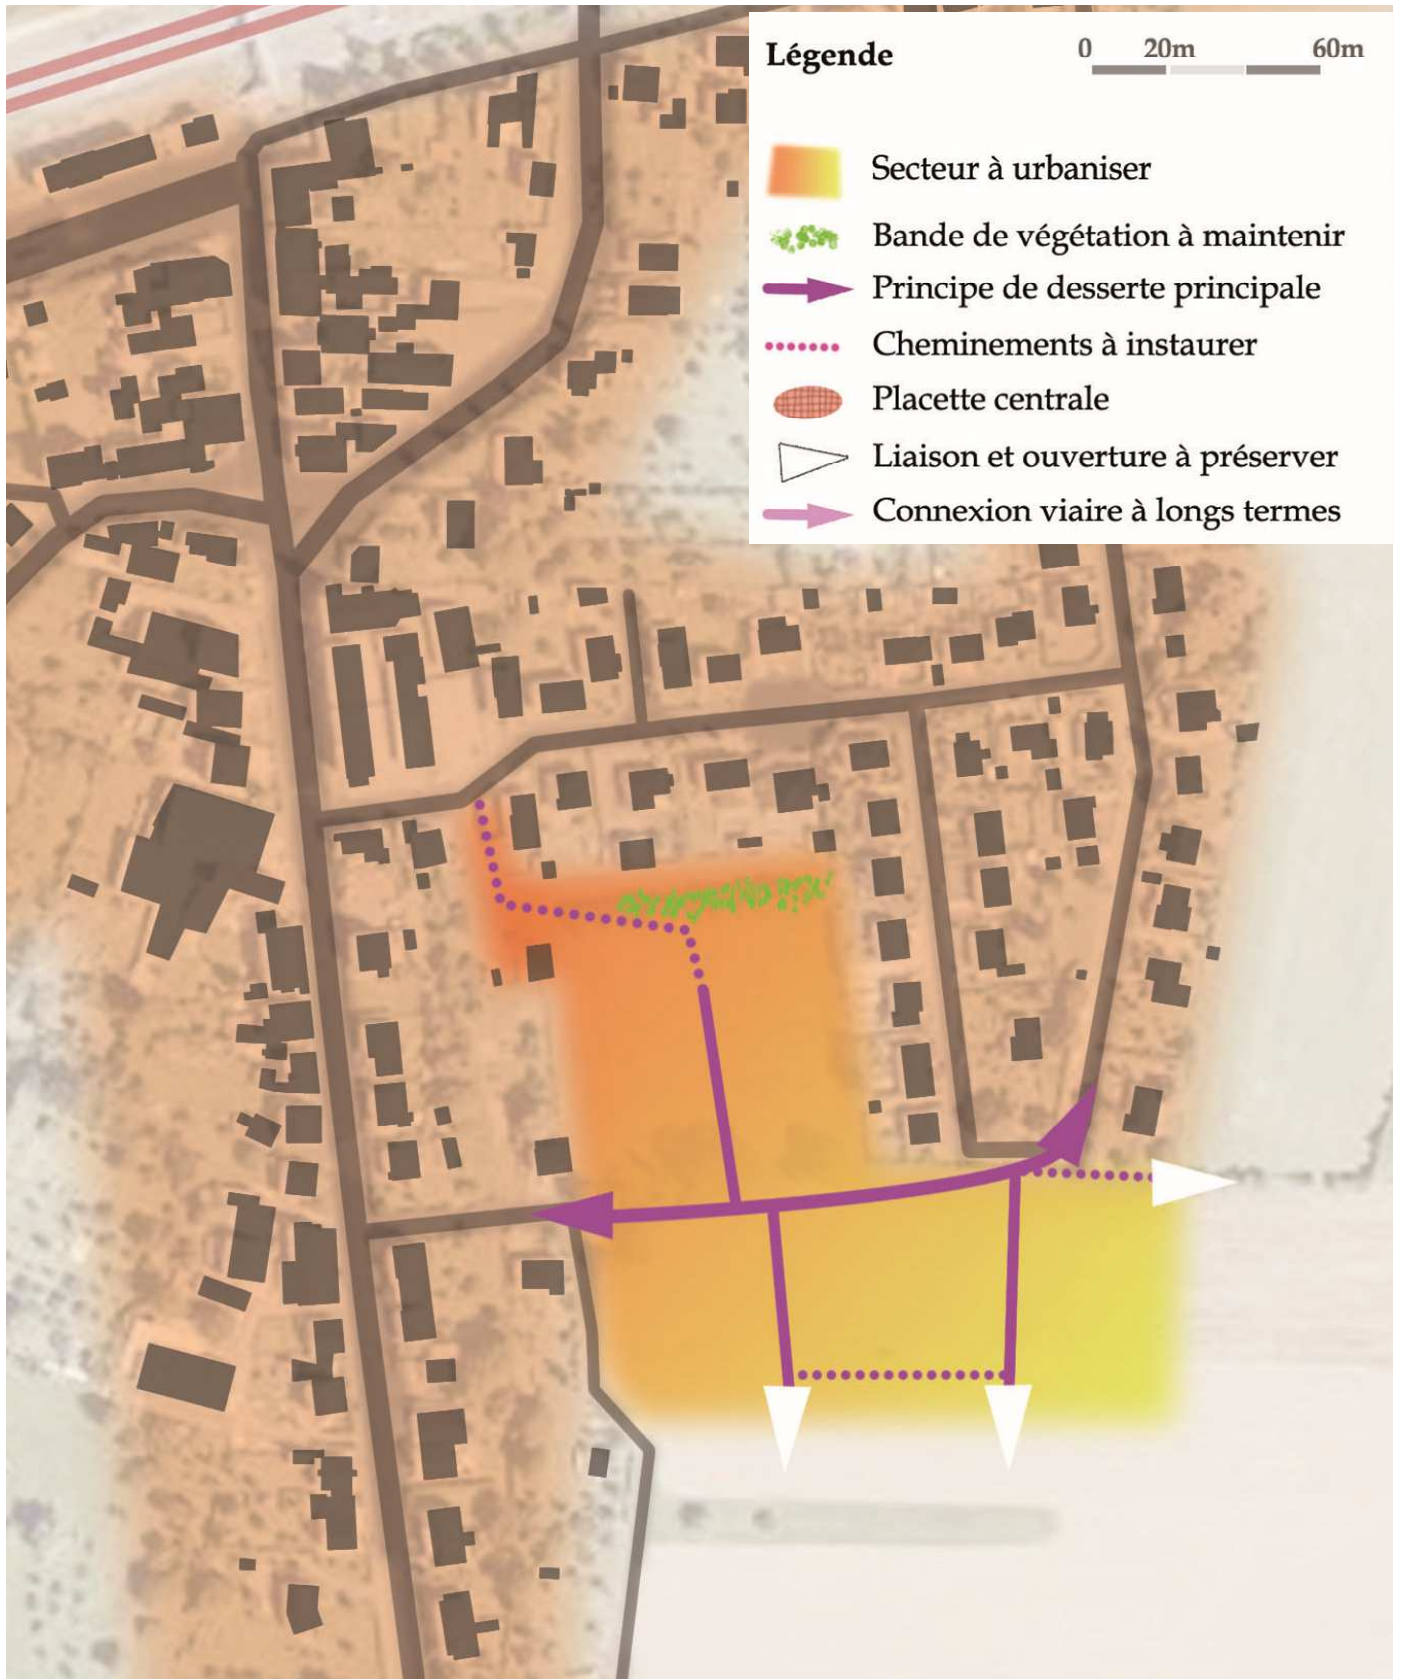 Légende
0 20m 60m
Secteur à urbaniser
Bande de végétation à maintenir
Principe de desserte principale
Cheminements à instaurer
Placette centrale
Liaison et ouverture à préserver
Connexion viaire à longs termes